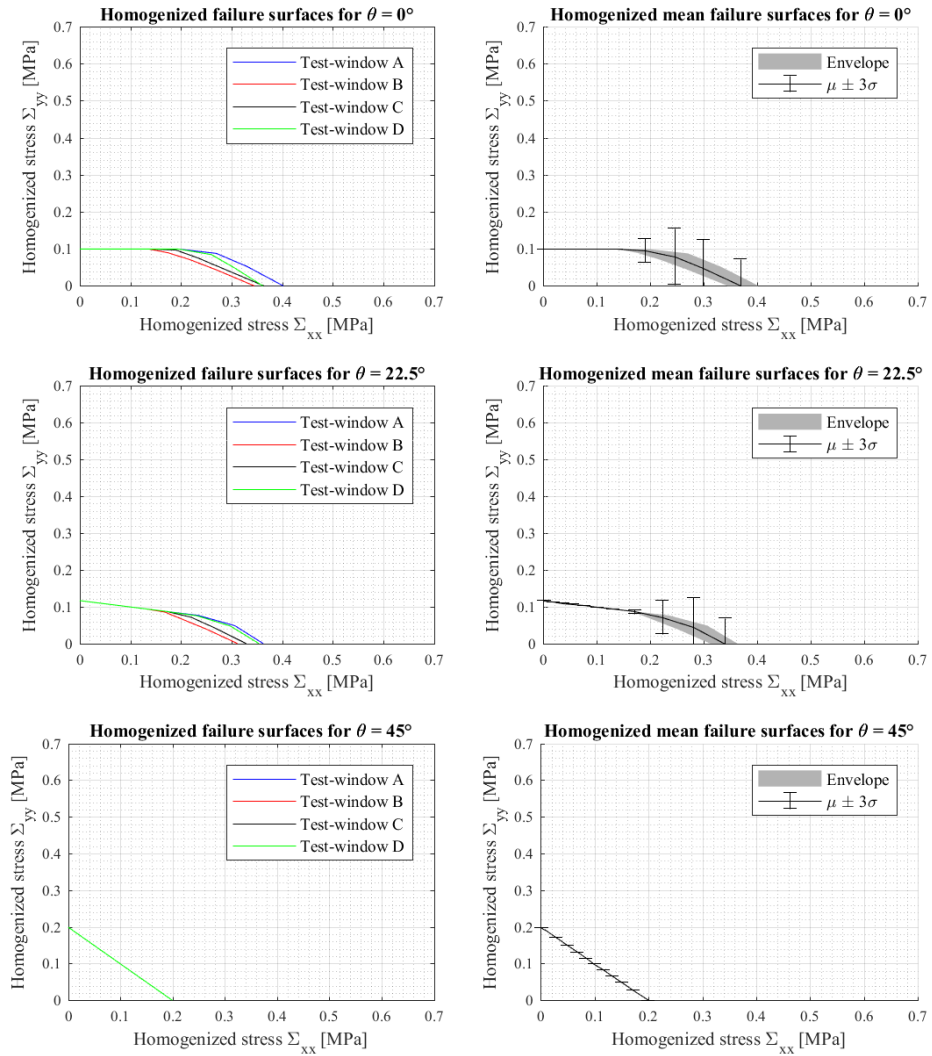 Homogenized failure surfaces for θ = 0°
Homogenized stress Σyy [MPa]
0.7
0.6
0.5
0.4
0.3
0.2
0.1
0
Test-window A
Test-window B
Test-window C
Test-window D
0 0.1 0.2 0.3 0.4 0.5 0.6 0.7
Homogenized stress Σxx [MPa]
Homogenized mean failure surfaces for θ = 0°
Homogenized stress Σyy [MPa]
0.7
0.6
0.5
0.4
0.3
0.2
0.1
0
Envelope
μ ± 3σ
0 0.1 0.2 0.3 0.4 0.5 0.6 0.7
Homogenized stress Σxx [MPa]
Homogenized failure surfaces for θ = 22.5°
Homogenized stress Σyy [MPa]
0.7
0.6
0.5
0.4
0.3
0.2
0.1
0
Test-window A
Test-window B
Test-window C
Test-window D
0 0.1 0.2 0.3 0.4 0.5 0.6 0.7
Homogenized stress Σxx [MPa]
Homogenized mean failure surfaces for θ = 22.5°
Homogenized stress Σyy [MPa]
0.7
0.6
0.5
0.4
0.3
0.2
0.1
0
Envelope
μ ± 3σ
0 0.1 0.2 0.3 0.4 0.5 0.6 0.7
Homogenized stress Σxx [MPa]
Homogenized failure surfaces for θ = 45°
Homogenized stress Σyy [MPa]
0.7
0.6
0.5
0.4
0.3
0.2
0.1
0
Test-window A
Test-window B
Test-window C
Test-window D
0 0.1 0.2 0.3 0.4 0.5 0.6 0.7
Homogenized stress Σxx [MPa]
Homogenized mean failure surfaces for θ = 45°
Homogenized stress Σyy [MPa]
0.7
0.6
0.5
0.4
0.3
0.2
0.1
0
Envelope
μ ± 3σ
0 0.1 0.2 0.3 0.4 0.5 0.6 0.7
Homogenized stress Σxx [MPa]